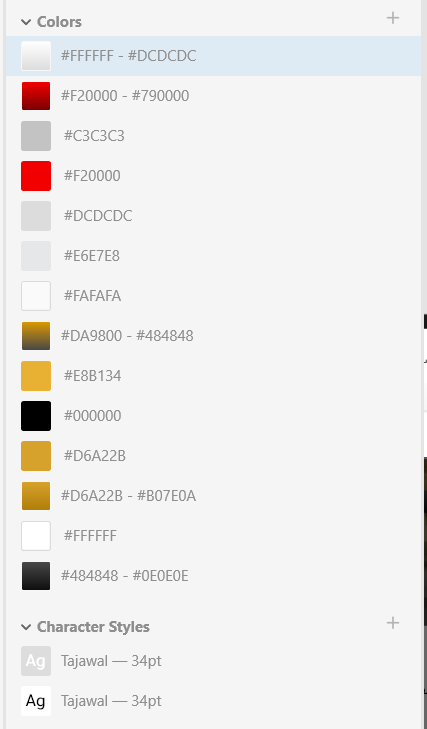 Colors
#FFFFFF - #DCDCDC
#F20000 - #790000
#C3C3C3
#F20000
#DCDCDC
#E6E7E8
#FAFAFA
#DA9800 - #484848
#E8B134
#000000
#D6A22B
#D6A22B - #B07E0A
#FFFFFF
#484848 - #0E0E0E
Character Styles
Ag Tajawal — 34pt
Ag Tajawal — 34pt